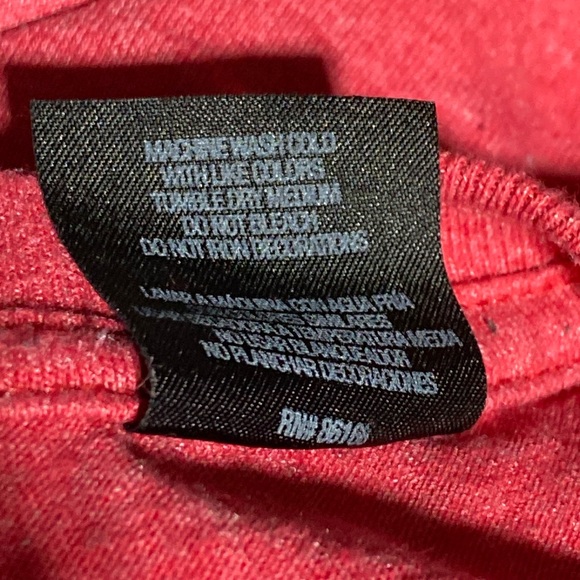 MACHINE WASH COLD
WITH LIKE COLORS
TUMBLE DRY MEDIUM
DO NOT BLEACH
DO NOT IRON DECORATIONS
LAVAR A MÁQUINA CON AGUA FRIA
SIMILARES
A TEMPERATURA MEDIA
NO USAR BLANQUEADOR
NO PLANCHAR DECORACIONES
RN#